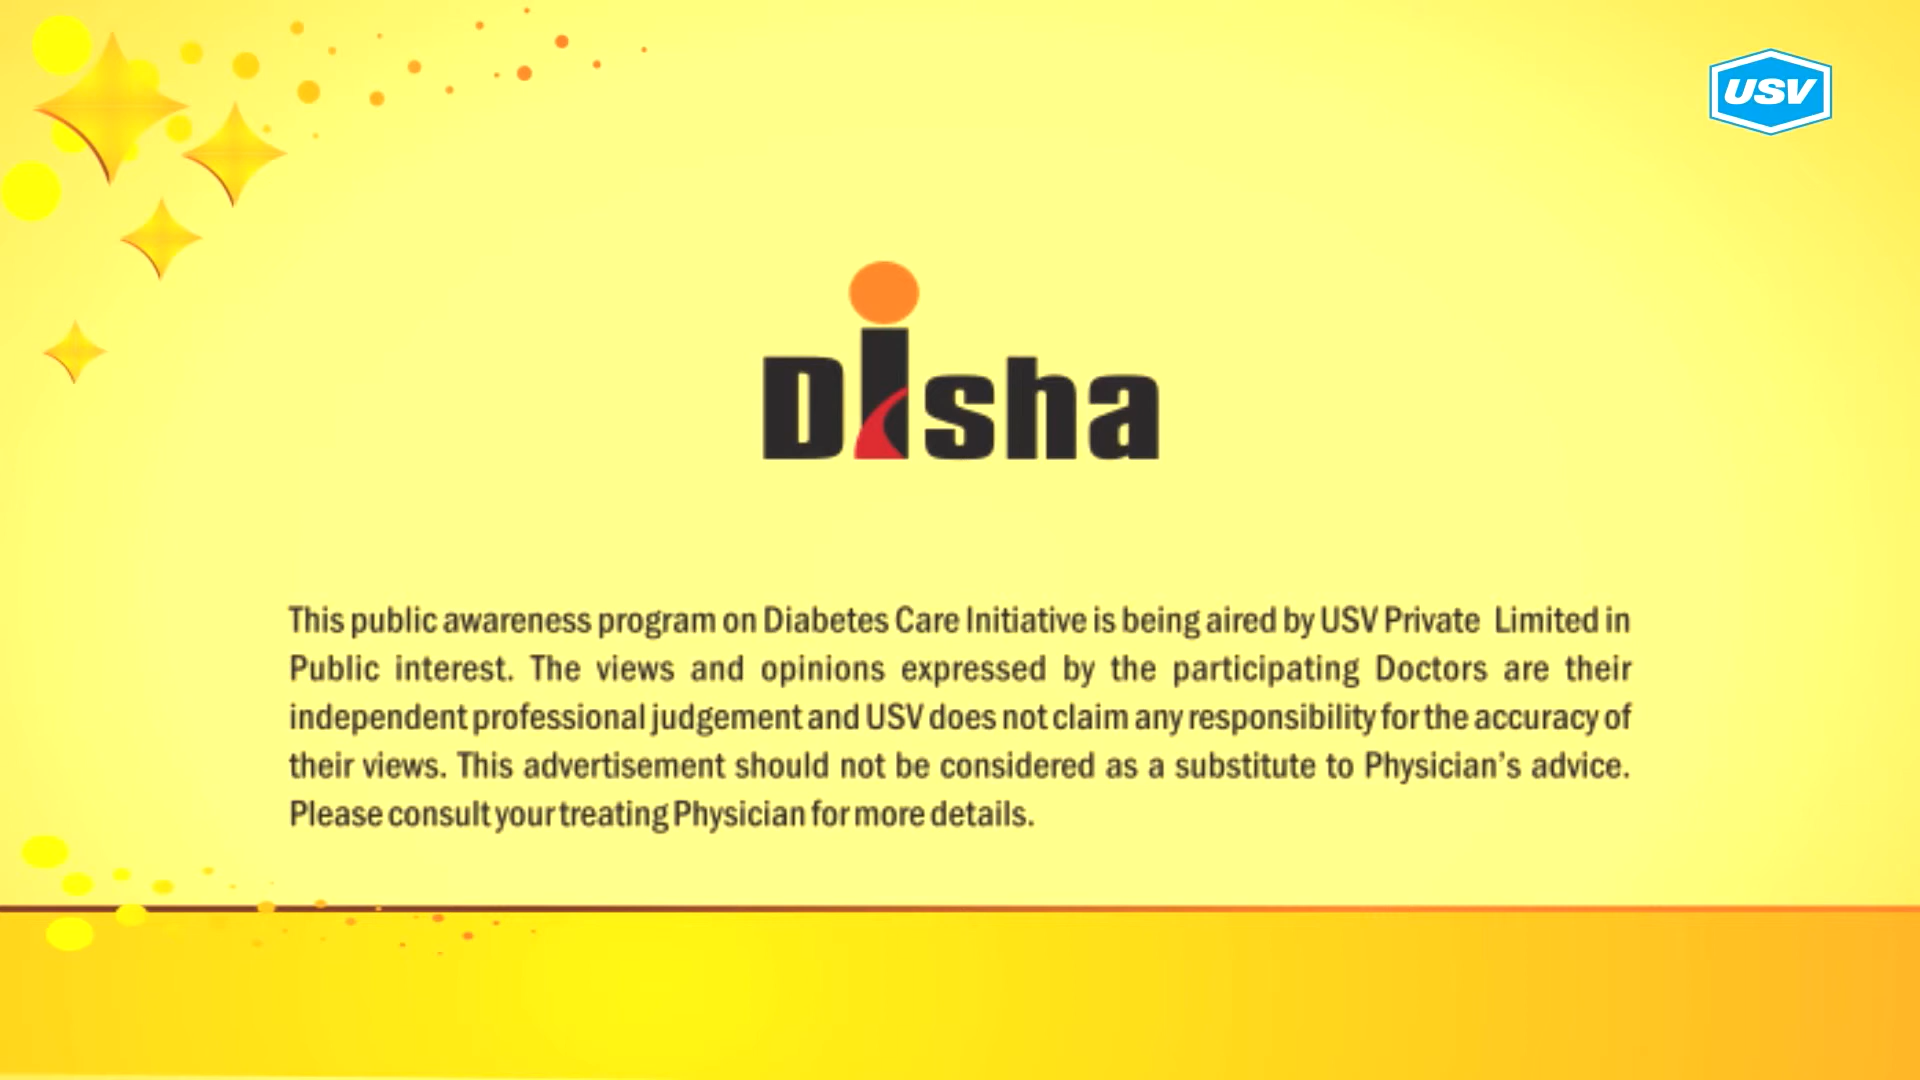 USV
Disha
This public awareness program on Diabetes Care Initiative is being aired by USV Private Limited in
Public interest. The views and opinions expressed by the participating Doctors are their
independent professional judgement and USV does not claim any responsibility for the accuracy of
their views. This advertisement should not be considered as a substitute to Physician’s advice.
Please consult your treating Physician for more details.